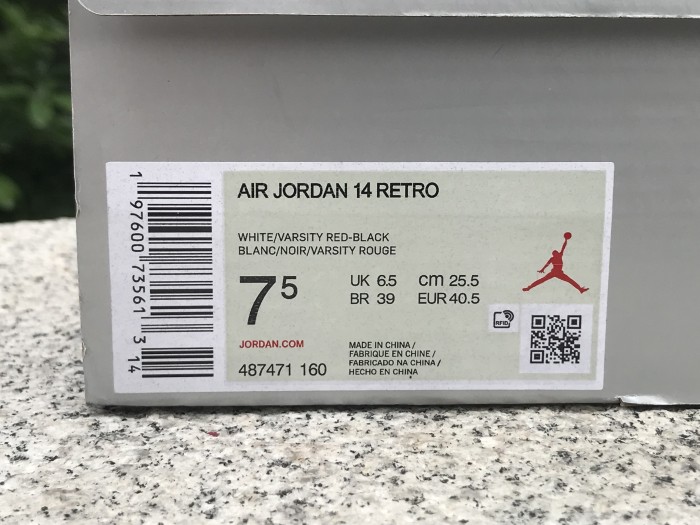 1 97600 73561 3 14
AIR JORDAN 14 RETRO
WHITE/VARSITY RED-BLACK
BLANC/NOIR/VARSITY ROUGE
7⁵
UK 6.5 cm 25.5
BR 39 EUR 40.5
RFID
JORDAN.COM
487471 160
MADE IN CHINA /
FABRIQUE EN CHINE /
FABRICADO NA CHINA /
HECHO EN CHINA